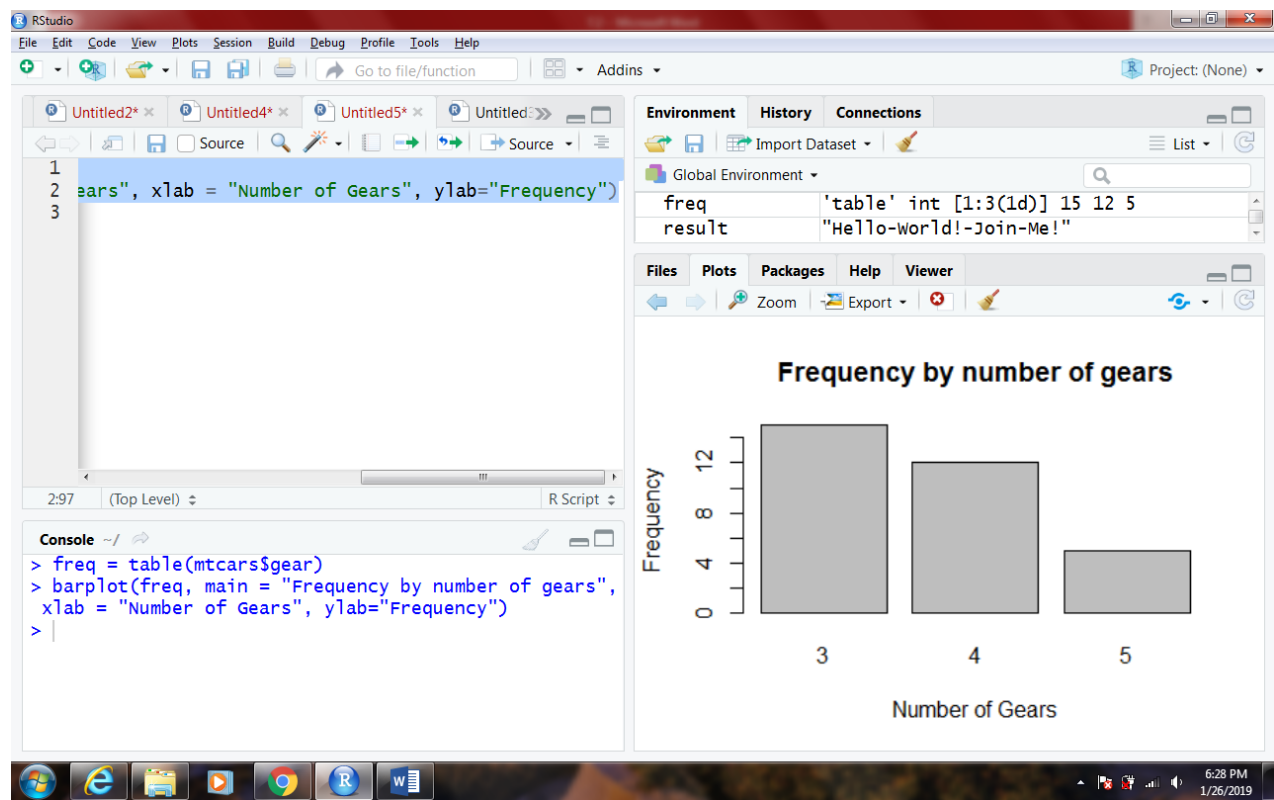 RStudio
File Edit Code View Plots Session Build Debug Profile Tools Help
Go to file/function Addins Project: (None)
Untitled2* Untitled4* Untitled5* Untitled
Source Source
1
2 ears", xlab = "Number of Gears", ylab="Frequency")
3
2:97 (Top Level) R Script
Console ~/
> freq = table(mtcars$gear)
> barplot(freq, main = "Frequency by number of gears",
xlab = "Number of Gears", ylab="Frequency")
>
Environment History Connections
Import Dataset List
Global Environment
freq 'table' int [1:3(1d)] 15 12 5
result "Hello-World!-Join-Me!"
Files Plots Packages Help Viewer
Zoom Export
Frequency by number of gears
Frequency
12
8
4
0
3 4 5
Number of Gears
6:28 PM
1/26/2019